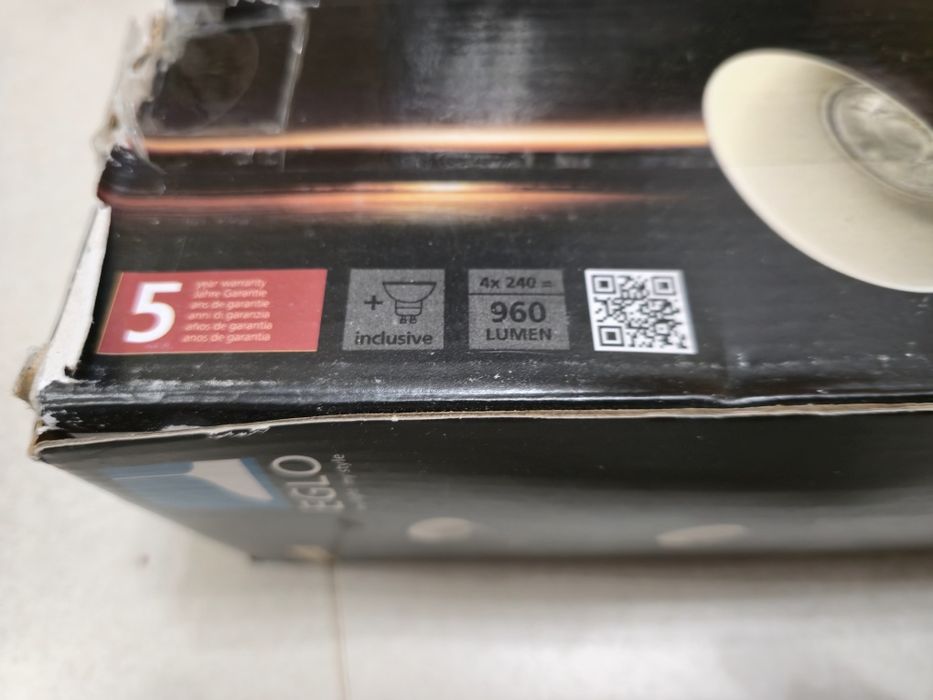 5
year warranty
Jahre Garantie
ans de garantie
anni di garanzia
años de garantía
anos de garantia
+
inclusive
4x 240 =
960
LUMEN
EGLO
style